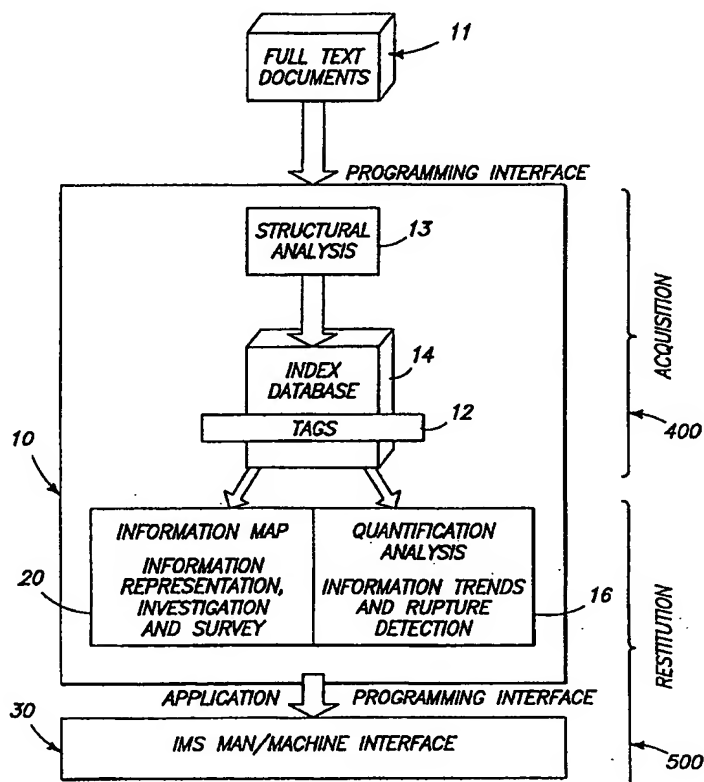 FULL TEXT
DOCUMENTS
11
PROGRAMMING INTERFACE
STRUCTURAL
ANALYSIS
13
INDEX
DATABASE
14
TAGS
12
10
ACQUISITION
400
INFORMATION MAP
INFORMATION
REPRESENTATION,
INVESTIGATION
AND SURVEY
20
QUANTIFICATION
ANALYSIS
INFORMATION TRENDS
AND RUPTURE
DETECTION
16
RESTITUTION
500
APPLICATION PROGRAMMING INTERFACE
30
IMS MAN/MACHINE INTERFACE